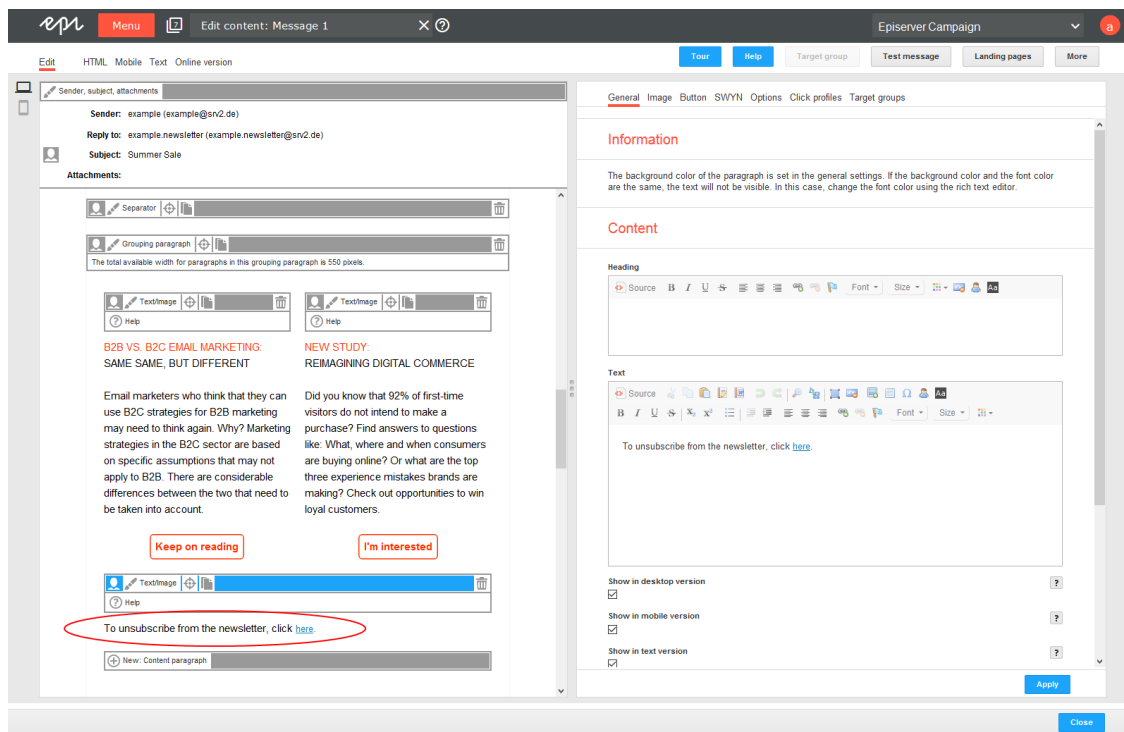 epi Menu 7 Edit content: Message 1 Episerver Campaign a
Edit HTML Mobile Text Online version Tour Help Target group Test message Landing pages More
Sender, subject, attachments
Sender: example (example@srv2.de)
Reply to: example.newsletter (example.newsletter@srv2.de)
Subject: Summer Sale
Attachments:
Separator
Grouping paragraph
The total available width for paragraphs in this grouping paragraph is 550 pixels.
Text/Image
Help
B2B VS. B2C EMAIL MARKETING:
SAME SAME, BUT DIFFERENT
Email marketers who think that they can
use B2C strategies for B2B marketing
may need to think again. Why? Marketing
strategies in the B2C sector are based
on specific assumptions that may not
apply to B2B. There are considerable
differences between the two that need to
be taken into account.
Keep on reading
Text/Image
Help
NEW STUDY:
REIMAGINING DIGITAL COMMERCE
Did you know that 92% of first-time
visitors do not intend to make a
purchase? Find answers to questions
like: What, where and when consumers
are buying online? Or what are the top
three experience mistakes brands are
making? Check out opportunities to win
loyal customers.
I'm interested
Text/Image
Help
To unsubscribe from the newsletter, click here.
New: Content paragraph
General Image Button SWYN Options Click profiles Target groups
Information
The background color of the paragraph is set in the general settings. If the background color and the font color
are the same, the text will not be visible. In this case, change the font color using the rich text editor.
Content
Heading
Source B I U S Font Size Aa
Text
Source Ω Aa
B I U S X₂ x² Font Size
To unsubscribe from the newsletter, click here.
Show in desktop version ?
Show in mobile version ?
Show in text version ?
Apply
Close